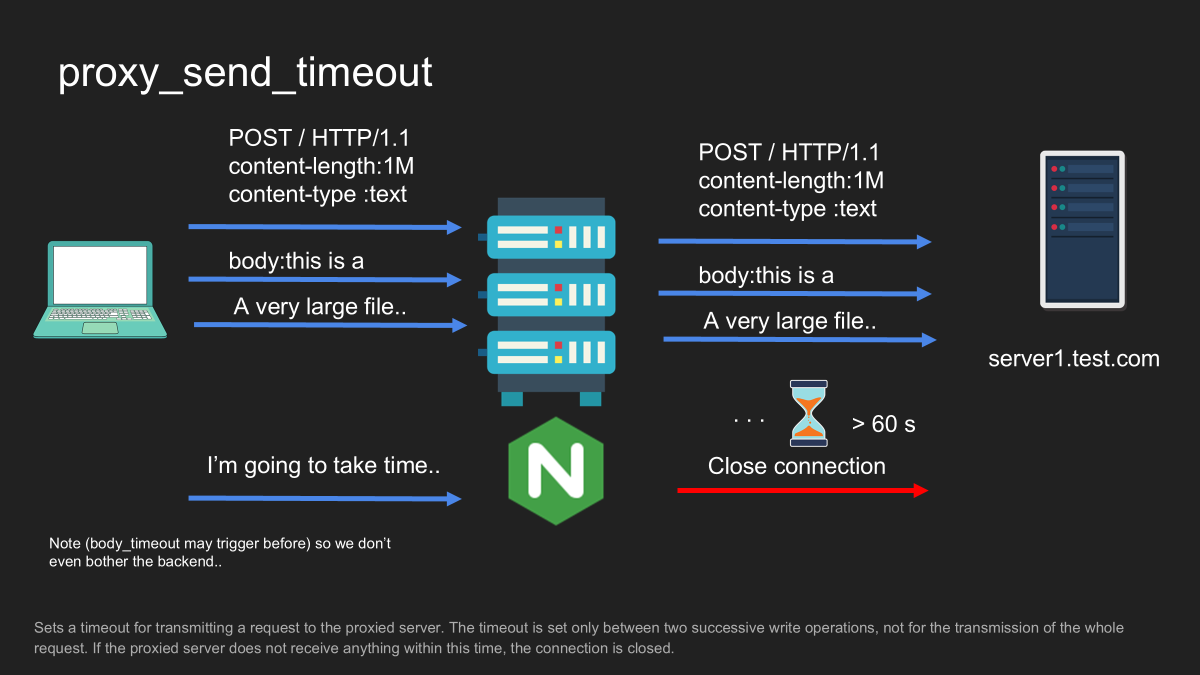 proxy_send_timeout
POST / HTTP/1.1
content-length:1M
content-type :text
body:this is a
A very large file..
I’m going to take time..
Note (body_timeout may trigger before) so we don’t
even bother the backend..
N
POST / HTTP/1.1
content-length:1M
content-type :text
body:this is a
A very large file..
. . .
> 60 s
Close connection
server1.test.com
Sets a timeout for transmitting a request to the proxied server. The timeout is set only between two successive write operations, not for the transmission of the whole
request. If the proxied server does not receive anything within this time, the connection is closed.